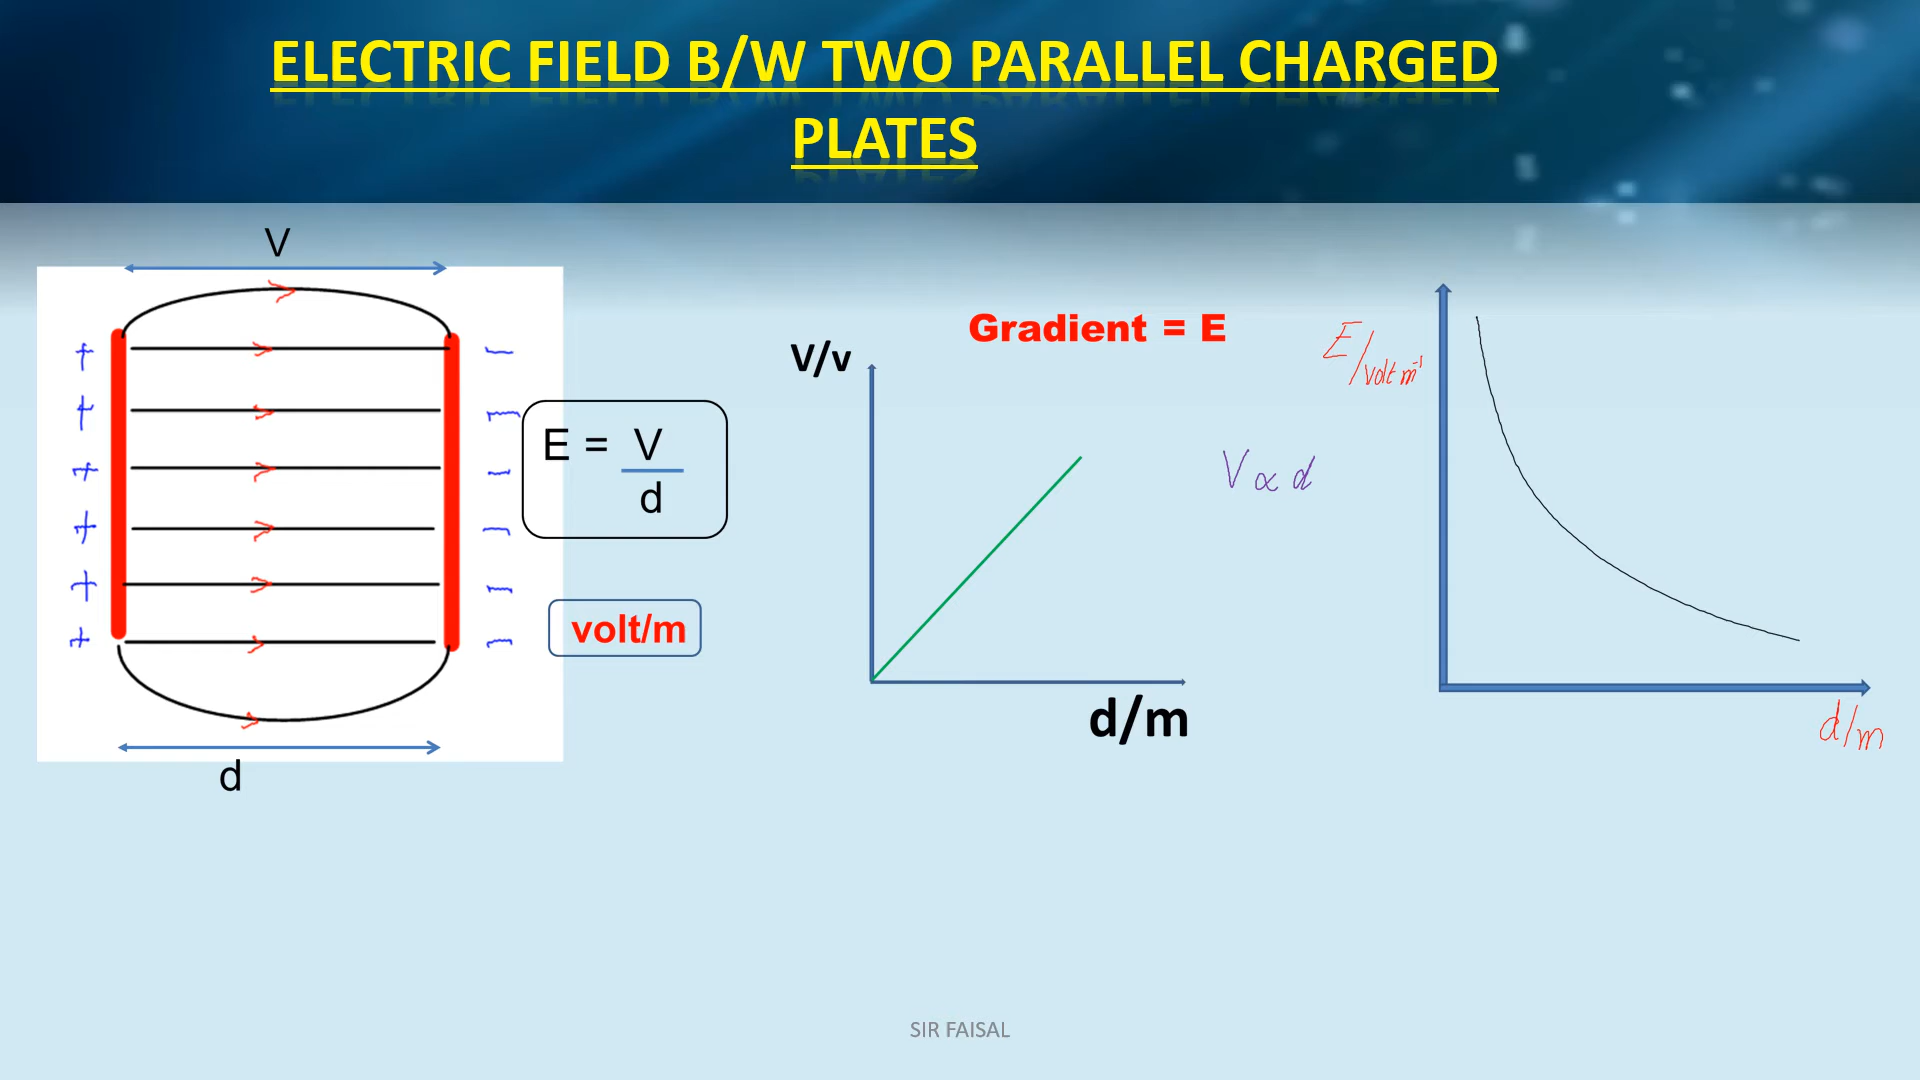 ELECTRIC FIELD B/W TWO PARALLEL CHARGED
PLATES
V
+ −
+ −
+ −
+ −
+ −
+ −
d
E = V
d
volt/m
Gradient = E
V/v
d/m
V ∝ d
E/volt m⁻¹
d/m
SIR FAISAL